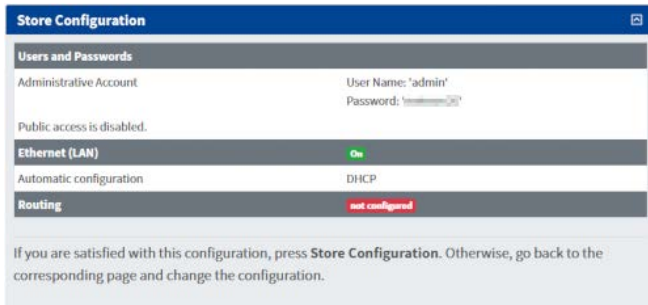 Store Configuration
Users and Passwords
Administrative Account User Name: 'admin'
Password: ' '
Public access is disabled.
Ethernet (LAN) On
Automatic configuration DHCP
Routing not configured
If you are satisfied with this configuration, press Store Configuration. Otherwise, go back to the
corresponding page and change the configuration.